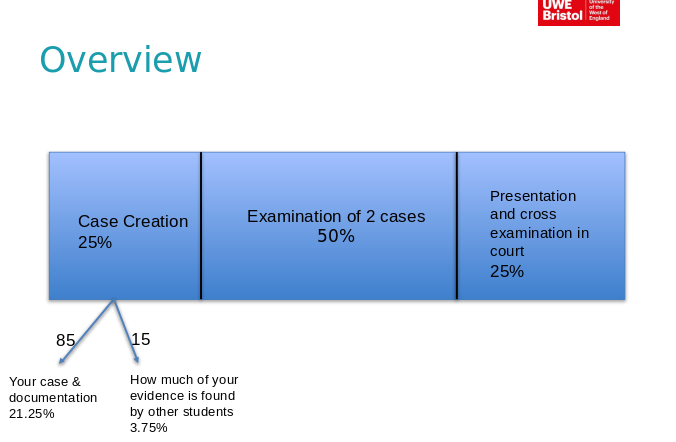 UWE
Bristol
University
of the
West of
England
Overview
Case Creation
25%
Examination of 2 cases
50%
Presentation
and cross
examination in
court
25%
85
15
Your case &
documentation
21.25%
How much of your
evidence is found
by other students
3.75%